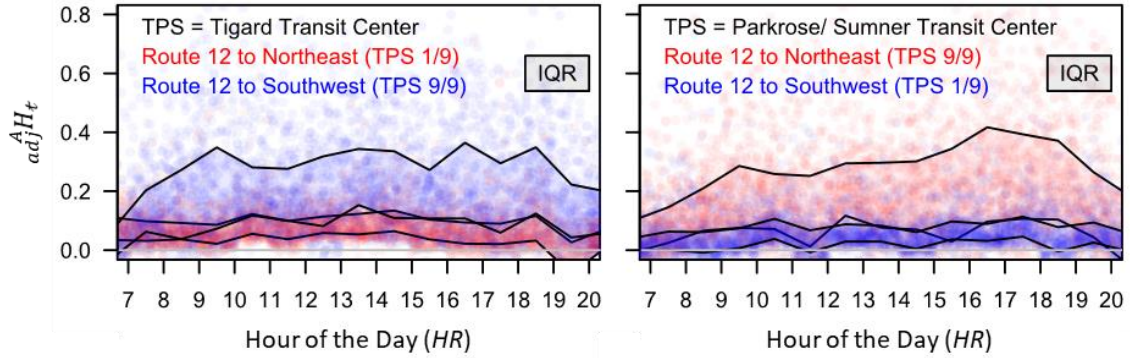 TPS = Tigard Transit Center
Route 12 to Northeast (TPS 1/9)
Route 12 to Southwest (TPS 9/9)
IQR
0.8
0.6
0.4
0.2
0.0
A adj H t
7 8 9 10 11 12 13 14 15 16 17 18 19 20
Hour of the Day (HR)
TPS = Parkrose/ Sumner Transit Center
Route 12 to Northeast (TPS 9/9)
Route 12 to Southwest (TPS 1/9)
IQR
7 8 9 10 11 12 13 14 15 16 17 18 19 20
Hour of the Day (HR)